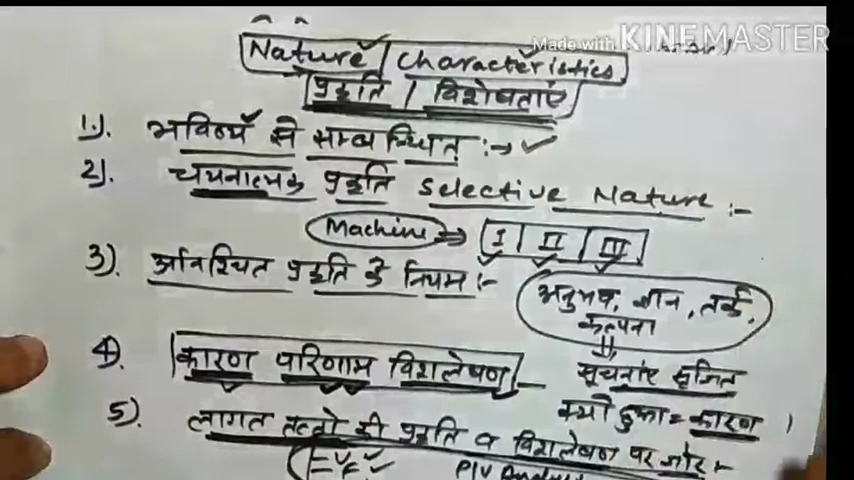 Made with KINEMASTER
Nature / Characteristics
प्रकृति / विशेषताएं
1). भविष्य से सम्बन्धित :→
2). चयनात्मक प्रकृति Selective Nature :-
Machine ⇒ I II III
3). अनिश्चित प्रकृति के नियम :-
अनुभव, ज्ञान, तर्क,
कल्पना
सूचनाएं सृजित
4). कारण परिणाम विश्लेषण -
क्यों हुआ = कारण
5). लागत तत्वों की प्रकृति व विश्लेषण पर जोर :-
F V
P/V Analysis